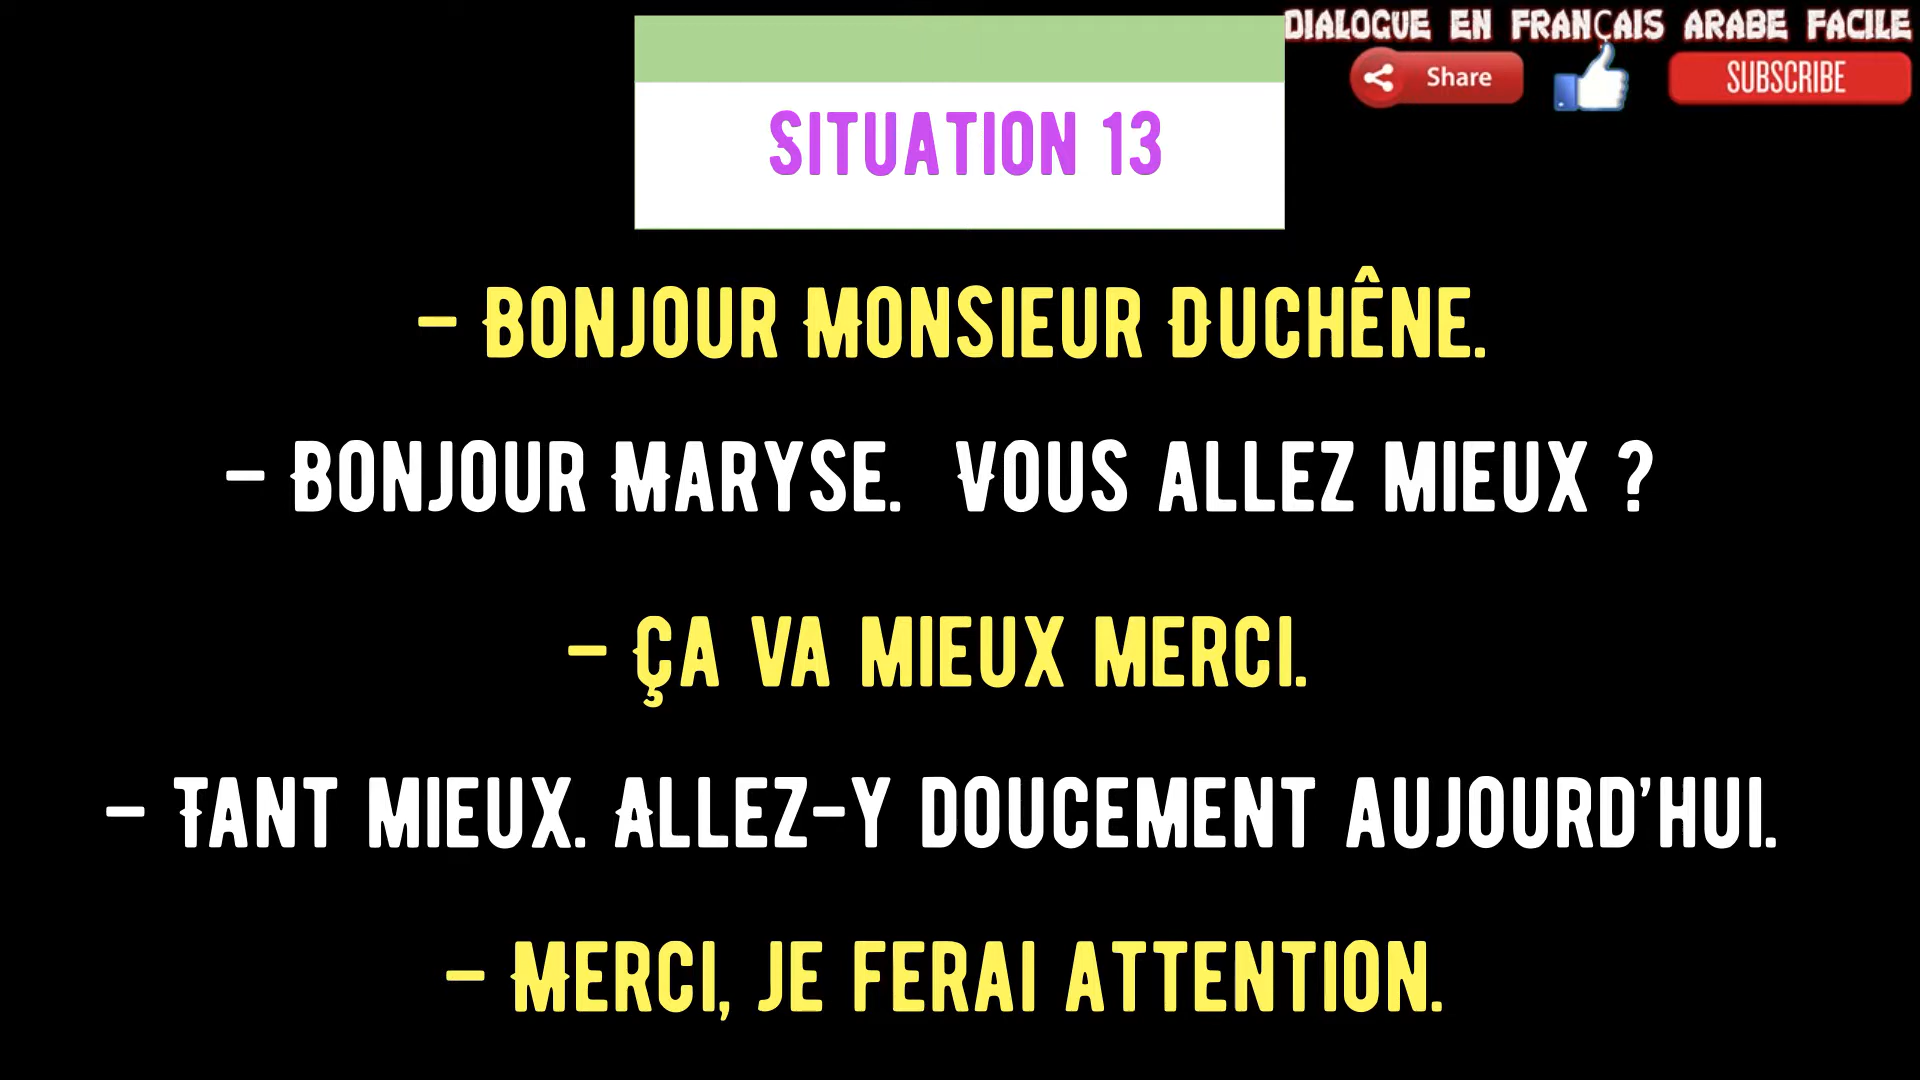 DIALOGUE EN FRANÇAIS ARABE FACILE
Share
SUBSCRIBE
SITUATION 13
– BONJOUR MONSIEUR DUCHÊNE.
– BONJOUR MARYSE. VOUS ALLEZ MIEUX ?
– ÇA VA MIEUX MERCI.
– TANT MIEUX. ALLEZ-Y DOUCEMENT AUJOURD'HUI.
– MERCI, JE FERAI ATTENTION.